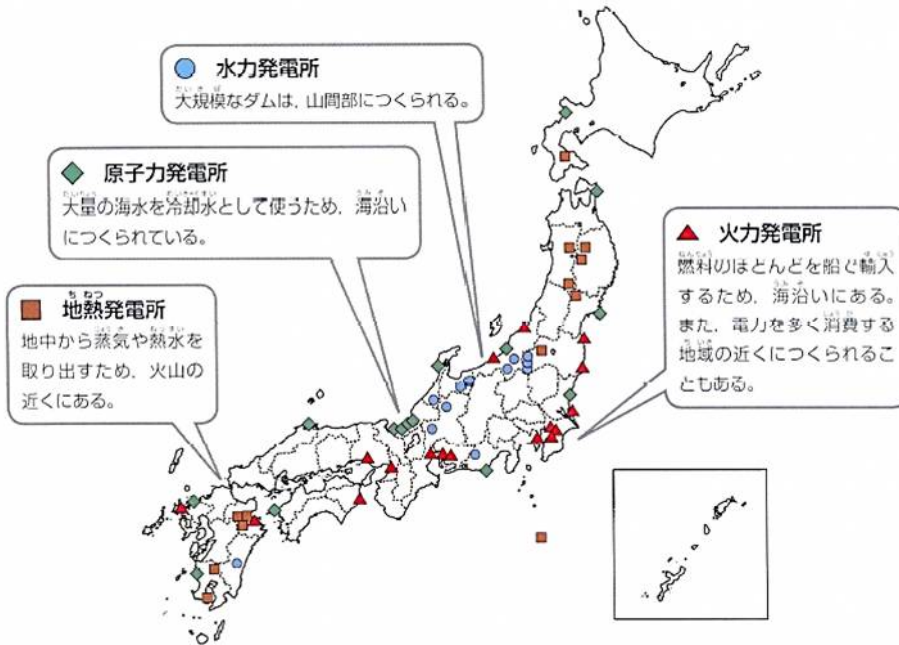 水力発電所
大規模なダムは，山間部につくられる。
原子力発電所
大量の海水を冷却水として使うため，海沿い
につくられている。
地熱発電所
地中から蒸気や熱水を
取り出すため，火山の
近くにある。
火力発電所
燃料のほとんどを船で輸入
するため，海沿いにある。
また，電力を多く消費する
地域の近くにつくられるこ
ともある。